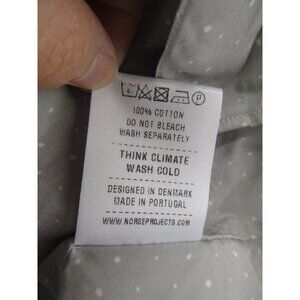 100% COTTON
DO NOT BLEACH
WASH SEPARATELY
THINK CLIMATE
WASH COLD
DESIGNED IN DENMARK
MADE IN PORTUGAL
WWW.NORSEPROJECTS.COM